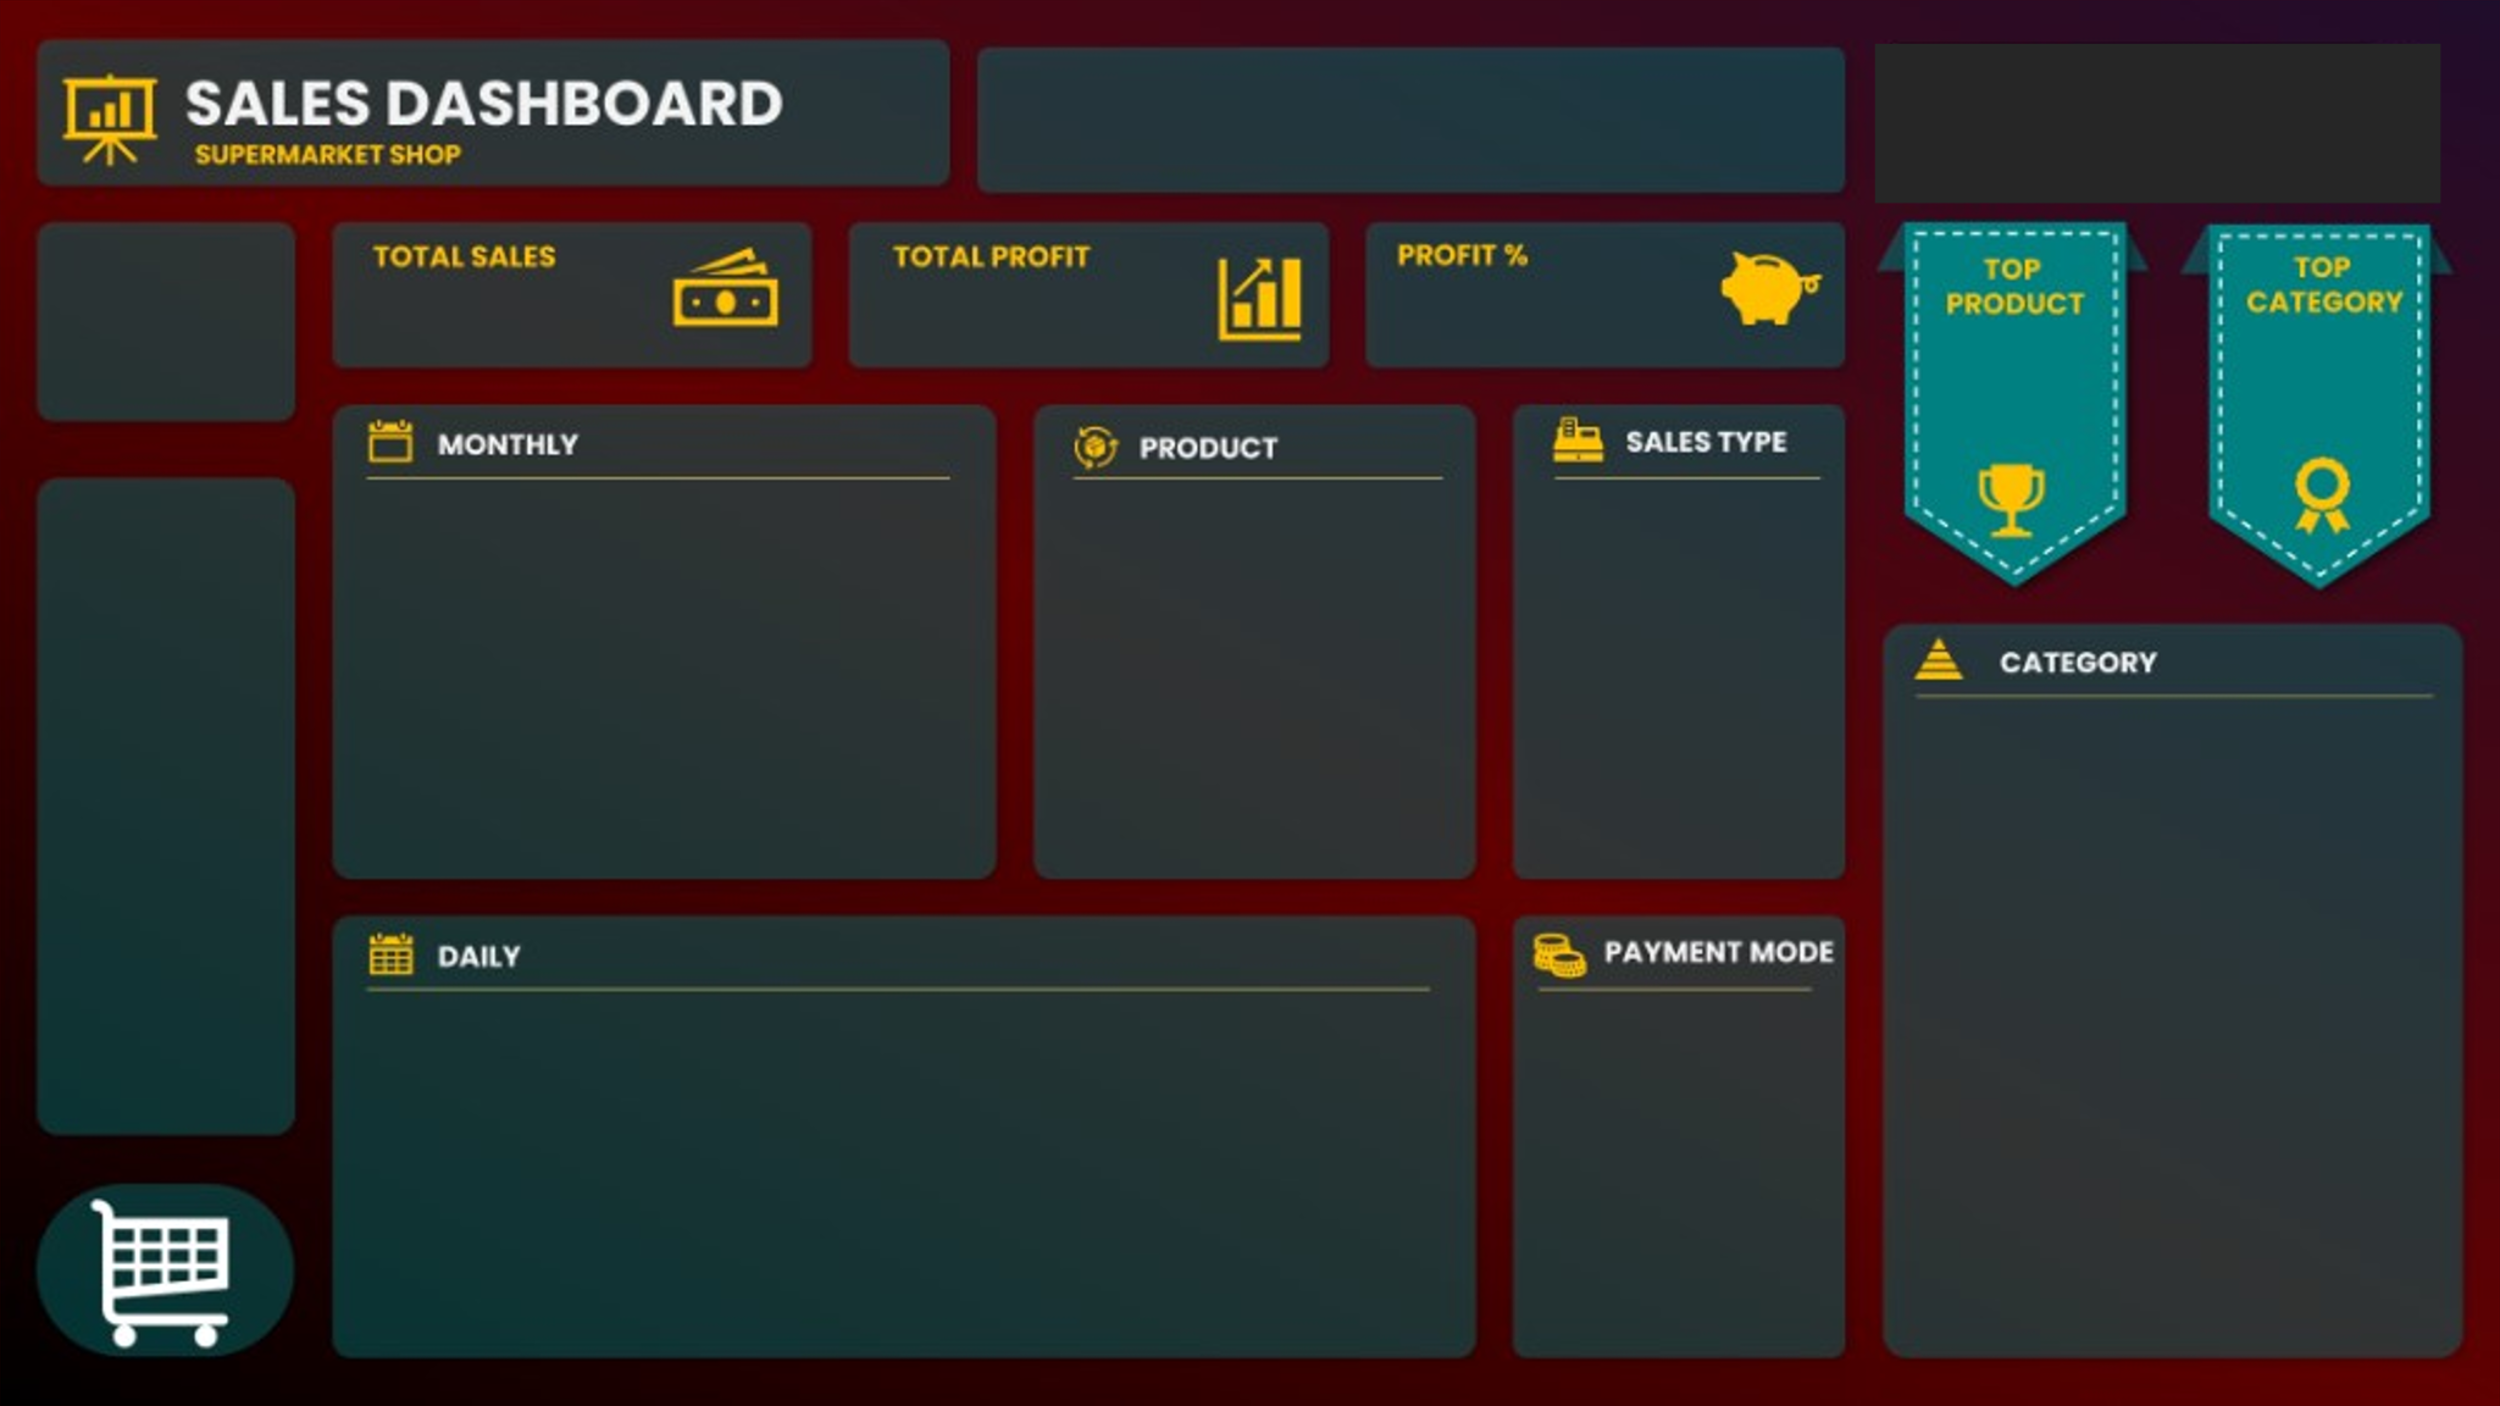 SALES DASHBOARD
SUPERMARKET SHOP
TOTAL SALES
TOTAL PROFIT
PROFIT %
TOP
PRODUCT
TOP
CATEGORY
MONTHLY
PRODUCT
SALES TYPE
CATEGORY
DAILY
PAYMENT MODE